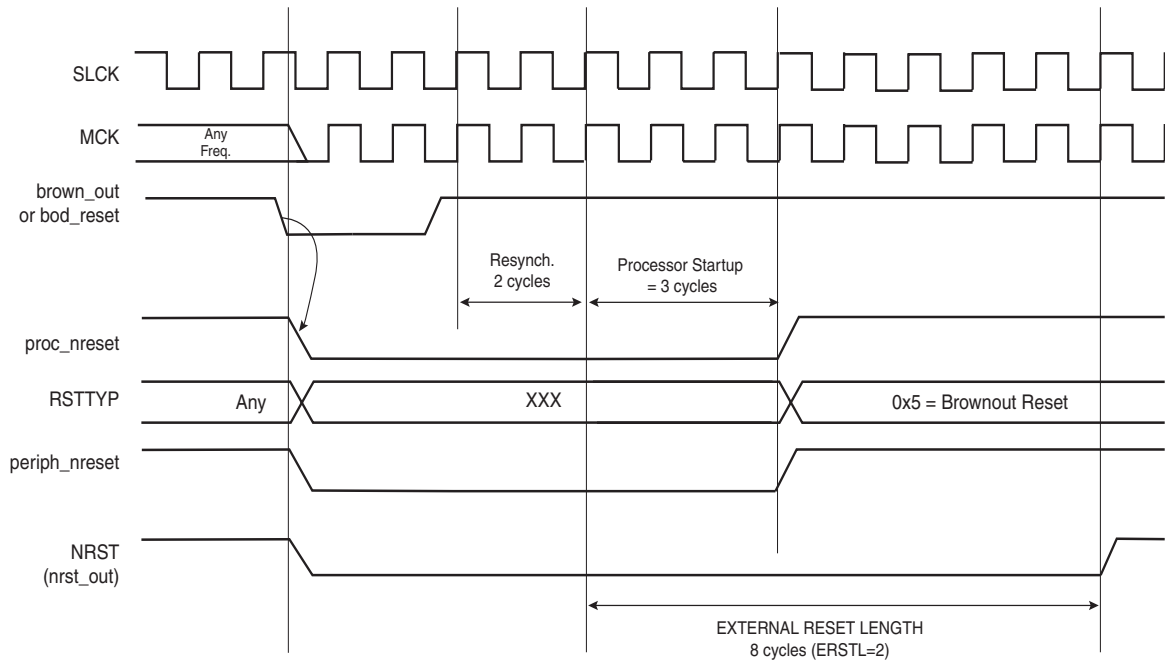 SLCK
MCK
Any
Freq.
brown_out
or bod_reset
Resynch.
2 cycles
Processor Startup
= 3 cycles
proc_nreset
RSTTYP
Any
XXX
0x5 = Brownout Reset
periph_nreset
NRST
(nrst_out)
EXTERNAL RESET LENGTH
8 cycles (ERSTL=2)